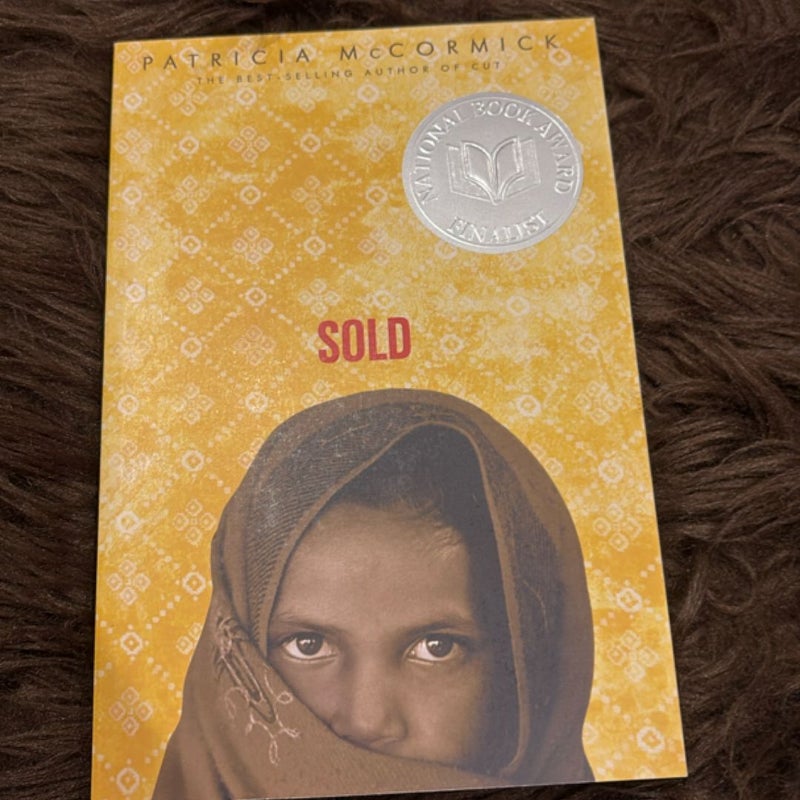 PATRICIA McCORMICK
THE BEST-SELLING AUTHOR OF CUT
NATIONAL BOOK AWARD
FINALIST
SOLD